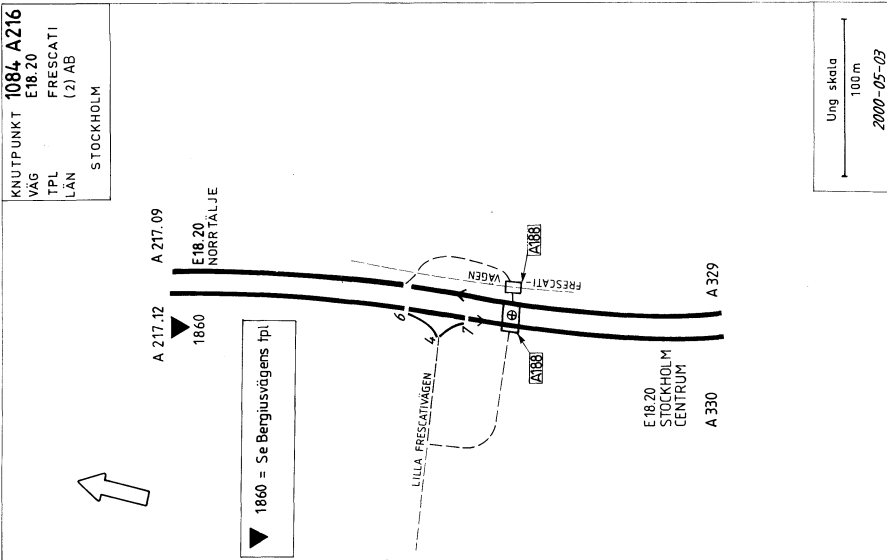 KNUTPUNKT 1084 A216
VÄG E18.20
TPL FRESCATI
LÄN (2) AB
STOCKHOLM
A 217.12
A 217.09
1860
E18.20
NORRTÄLJE
1860 = Se Bergiusvägens tpl
6
4
7
LILLA FRESCATIVÄGEN
FRESCATI-
VÄGEN
A188
A188
E18.20
STOCKHOLM
CENTRUM
A 330
A 329
Ung skala
100 m
2000-05-03